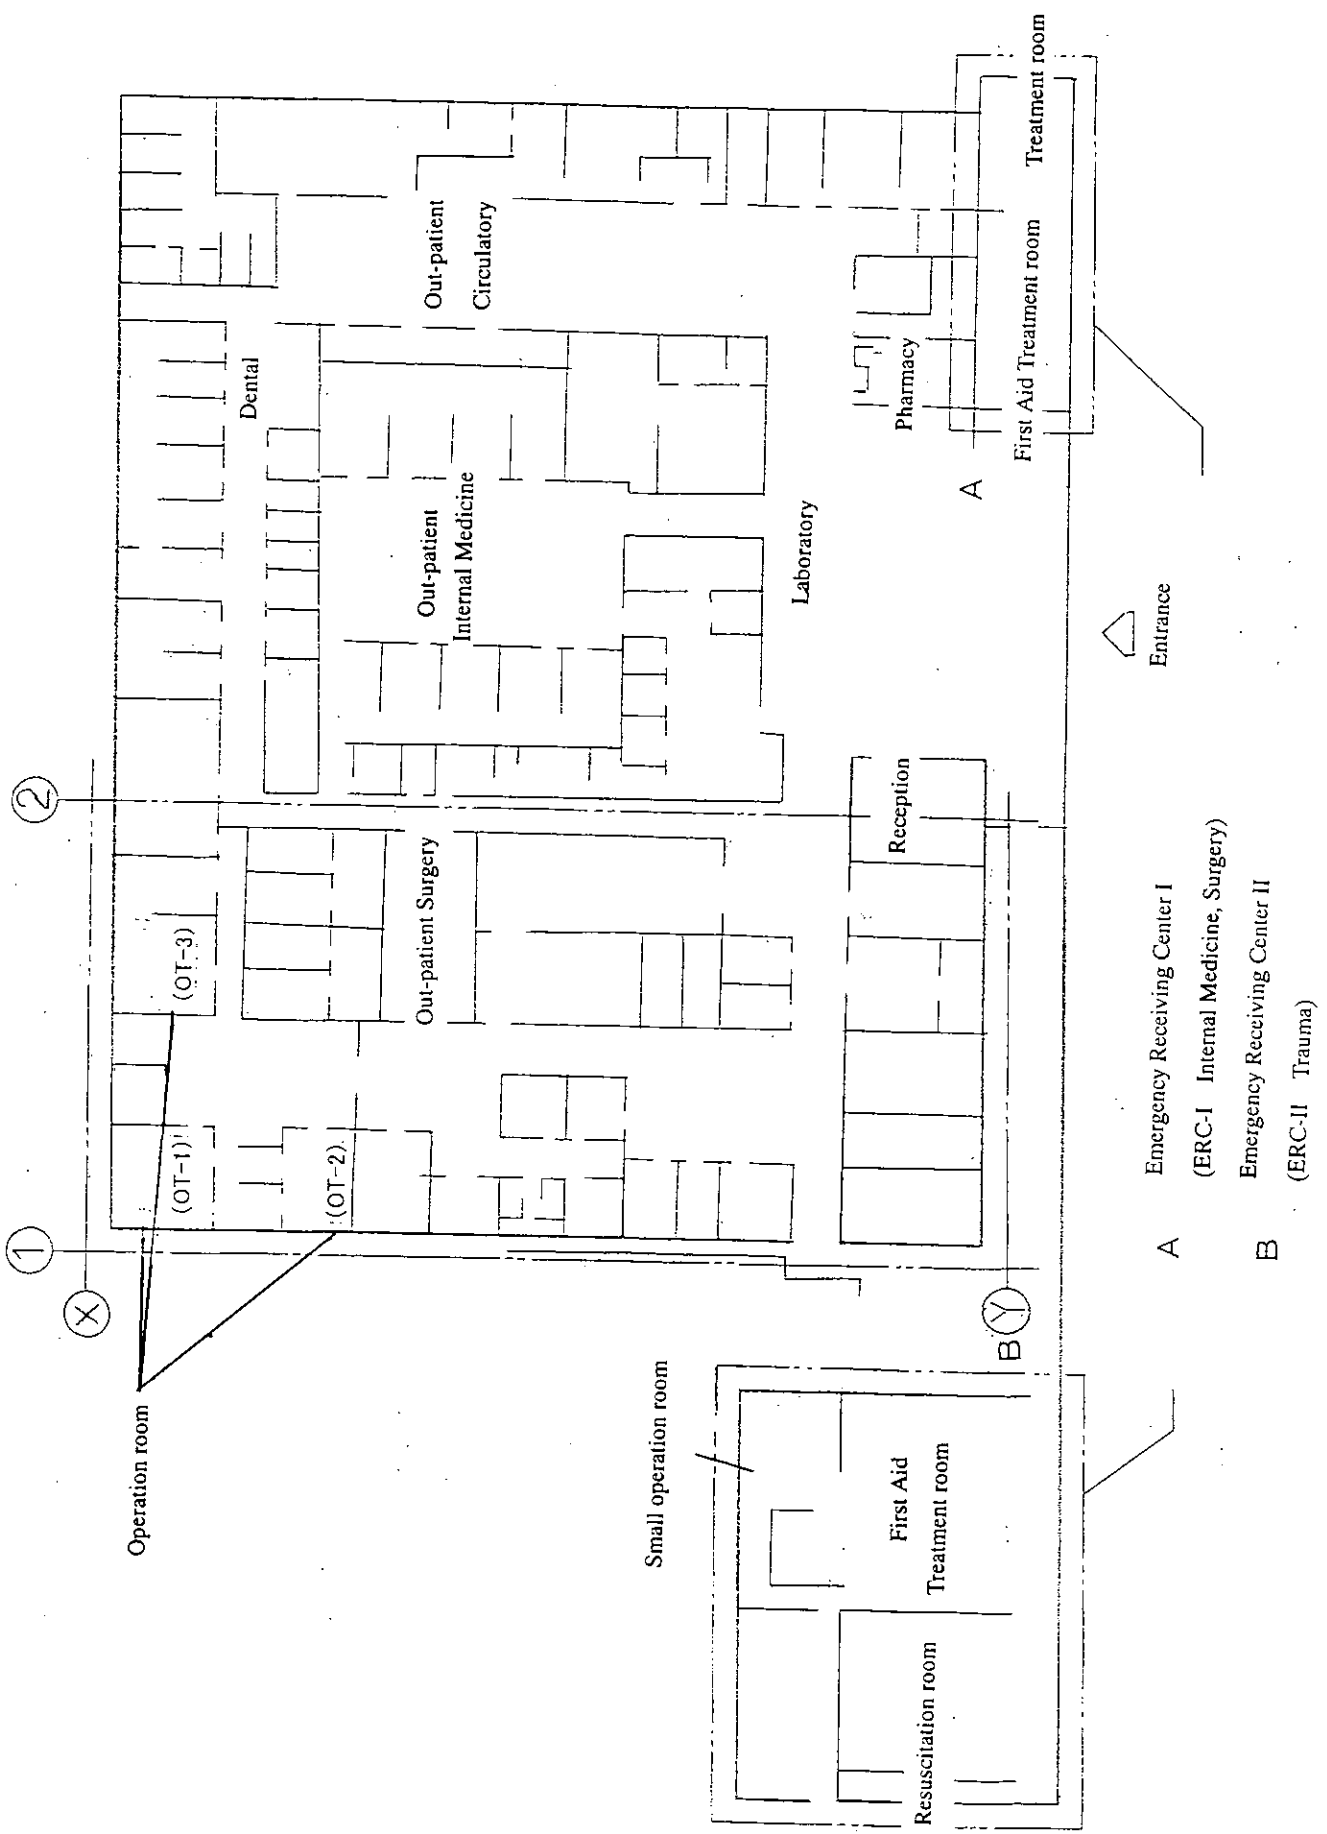 Operation room
X
1
2
(OT-1)
(OT-2)
(OT-3)
Dental
Out-patient Surgery
Out-patient
Internal Medicine
Out-patient
Circulatory
Small operation room
Laboratory
Reception
Pharmacy
Resuscitation room
First Aid
Treatment room
B
Y
A
First Aid Treatment room
Treatment room
Entrance
A Emergency Receiving Center I
(ERC-I Internal Medicine, Surgery)
B Emergency Receiving Center II
(ERC-II Trauma)